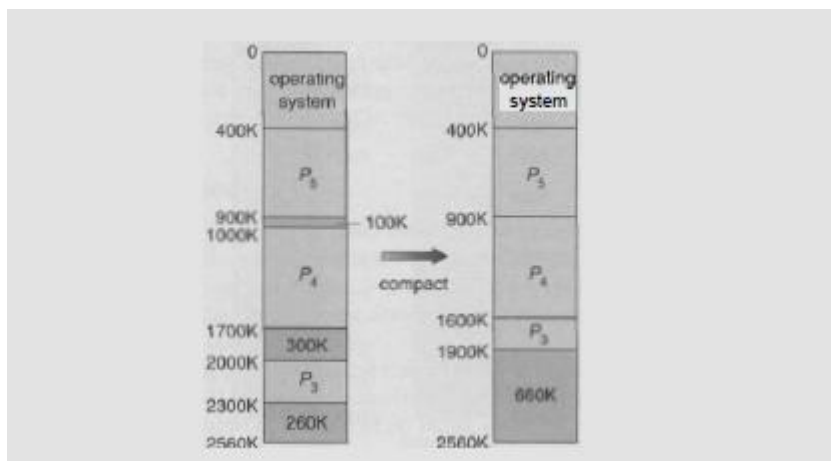 0
operating
system
400K
P₅
900K
100K
1000K
P₄
1700K
300K
2000K
P₃
2300K
260K
2560K
compact
0
operating
system
400K
P₅
900K
P₄
1600K
P₃
1900K
660K
2560K